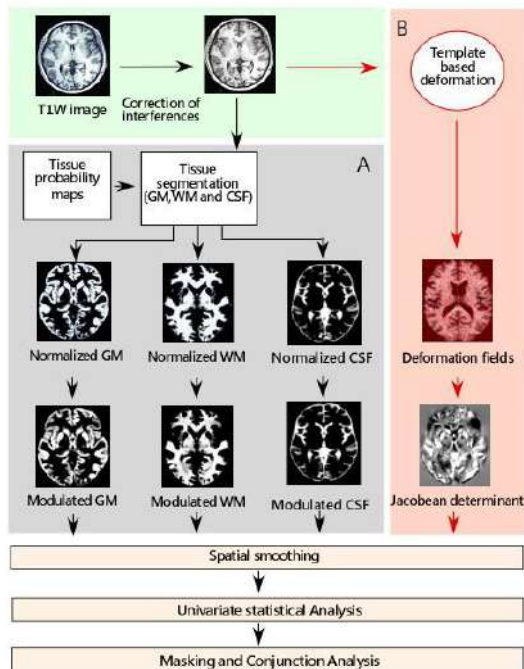 B
Template
based
deformation
T1W image
Correction of
interferences
A
Tissue
probability
maps
Tissue
segmentation
(GM,WM and CSF)
Normalized GM
Normalized WM
Normalized CSF
Deformation fields
Modulated GM
Modulated WM
Modulated CSF
Jacobean determinant
Spatial smoothing
Univariate statistical Analysis
Masking and Conjunction Analysis